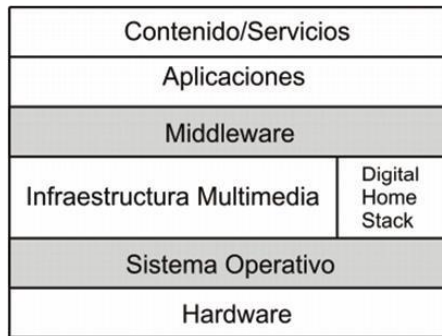 Contenido/Servicios
Aplicaciones
Middleware
Infraestructura Multimedia
Digital
Home
Stack
Sistema Operativo
Hardware